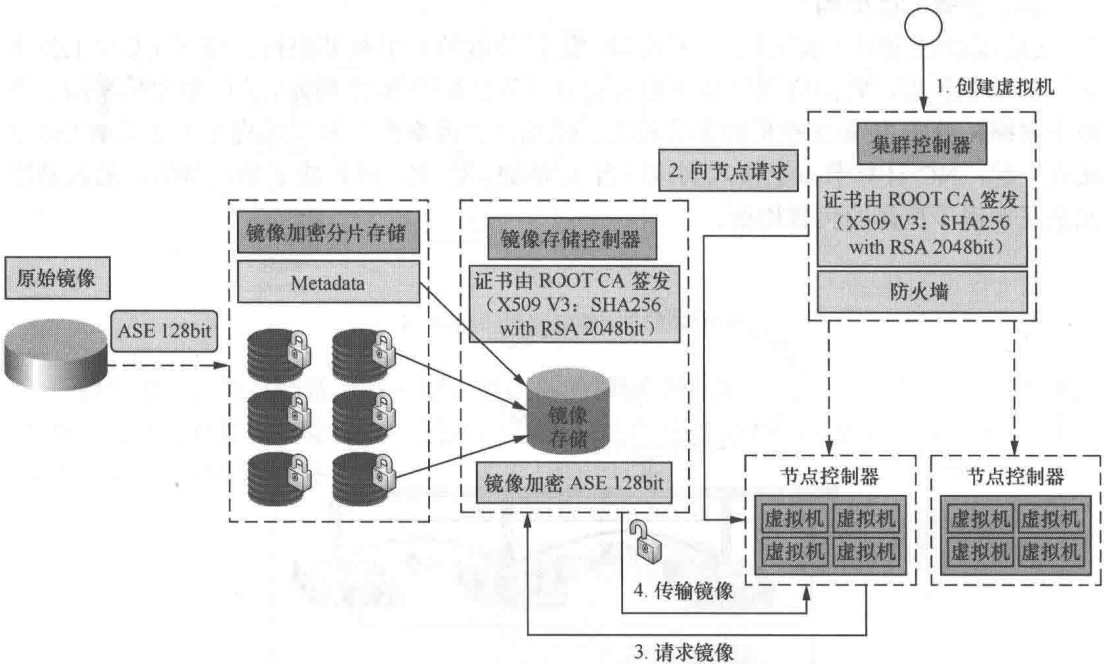 1. 创建虚拟机
集群控制器
2. 向节点请求
证书由 ROOT CA 签发
(X509 V3：SHA256
with RSA 2048bit)
防火墙
镜像加密分片存储
Metadata
镜像存储控制器
证书由 ROOT CA 签发
(X509 V3：SHA256
with RSA 2048bit)
原始镜像
ASE 128bit
镜像
存储
镜像加密 ASE 128bit
节点控制器
虚拟机 虚拟机
虚拟机 虚拟机
节点控制器
虚拟机 虚拟机
虚拟机 虚拟机
4. 传输镜像
3. 请求镜像